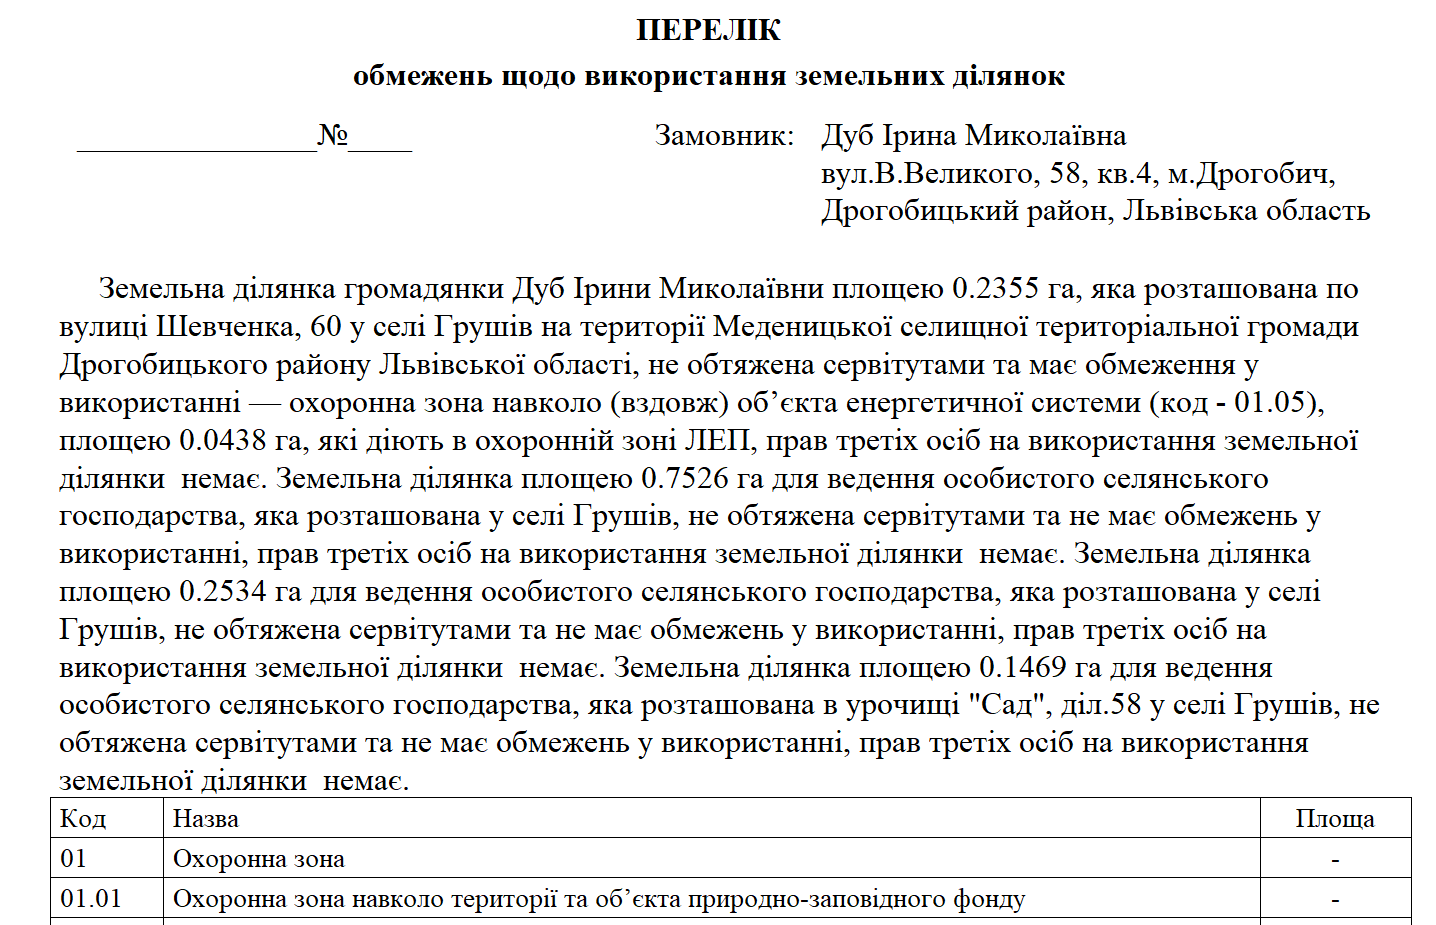 ПЕРЕЛІК
обмежень щодо використання земельних ділянок
_______________№____ Замовник: Дуб Ірина Миколаївна
вул.В.Великого, 58, кв.4, м.Дрогобич,
Дрогобицький район, Львівська область
Земельна ділянка громадянки Дуб Ірини Миколаївни площею 0.2355 га, яка розташована по
вулиці Шевченка, 60 у селі Грушів на території Меденицької селищної територіальної громади
Дрогобицького району Львівської області, не обтяжена сервітутами та має обмеження у
використанні — охоронна зона навколо (вздовж) об’єкта енергетичної системи (код - 01.05),
площею 0.0438 га, які діють в охоронній зоні ЛЕП, прав третіх осіб на використання земельної
ділянки  немає. Земельна ділянка площею 0.7526 га для ведення особистого селянського
господарства, яка розташована у селі Грушів, не обтяжена сервітутами та не має обмежень у
використанні, прав третіх осіб на використання земельної ділянки  немає. Земельна ділянка
площею 0.2534 га для ведення особистого селянського господарства, яка розташована у селі
Грушів, не обтяжена сервітутами та не має обмежень у використанні, прав третіх осіб на
використання земельної ділянки  немає. Земельна ділянка площею 0.1469 га для ведення
особистого селянського господарства, яка розташована в урочищі "Сад", діл.58 у селі Грушів, не
обтяжена сервітутами та не має обмежень у використанні, прав третіх осіб на використання
земельної ділянки  немає.
Код Назва Площа
01 Охоронна зона -
01.01 Охоронна зона навколо території та об’єкта природно-заповідного фонду -